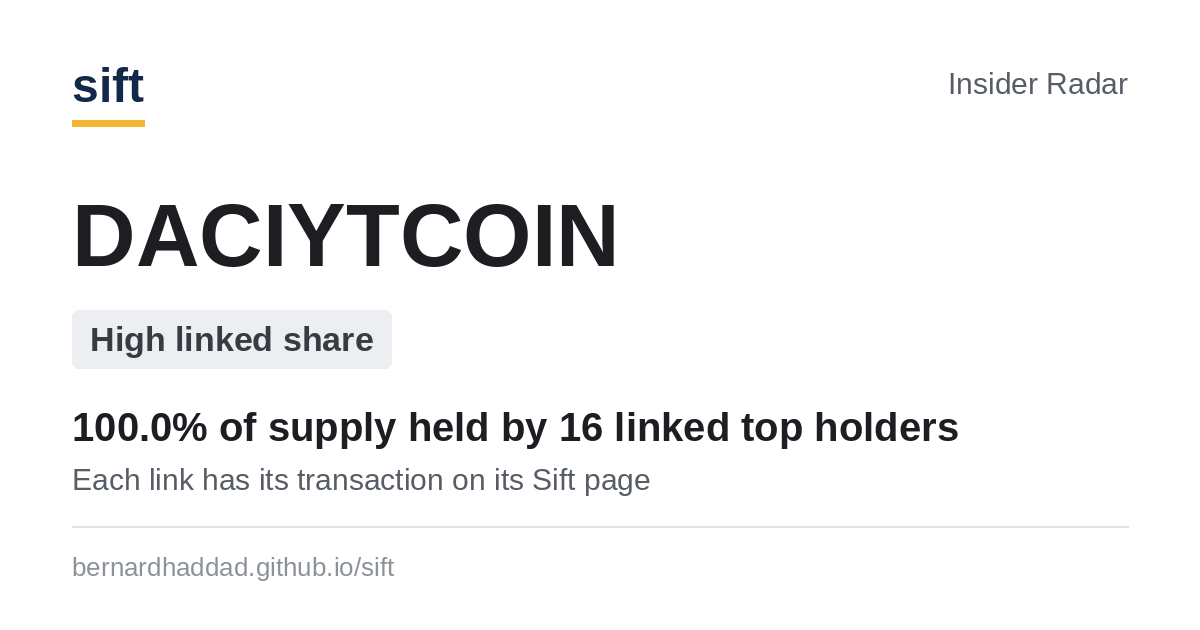 sift
Insider Radar
DACIYTCOIN
High linked share
100.0% of supply held by 16 linked top holders
Each link has its transaction on its Sift page
bernardhaddad.github.io/sift